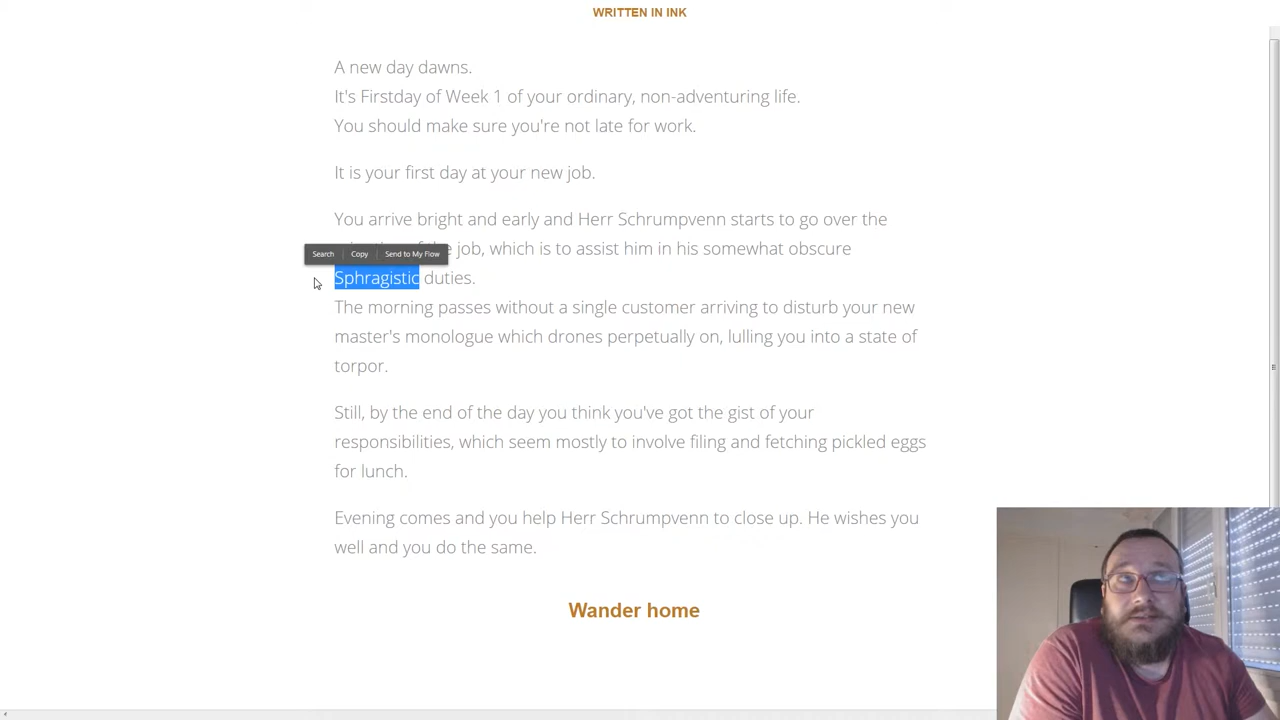 WRITTEN IN INK
A new day dawns.
It's Firstday of Week 1 of your ordinary, non-adventuring life.
You should make sure you're not late for work.
It is your first day at your new job.
You arrive bright and early and Herr Schrumpvenn starts to go over the
the job, which is to assist him in his somewhat obscure
Search Copy Send to My Flow
Sphragistic duties.
The morning passes without a single customer arriving to disturb your new
master's monologue which drones perpetually on, lulling you into a state of
torpor.
Still, by the end of the day you think you've got the gist of your
responsibilities, which seem mostly to involve filing and fetching pickled eggs
for lunch.
Evening comes and you help Herr Schrumpvenn to close up. He wishes you
well and you do the same.
Wander home